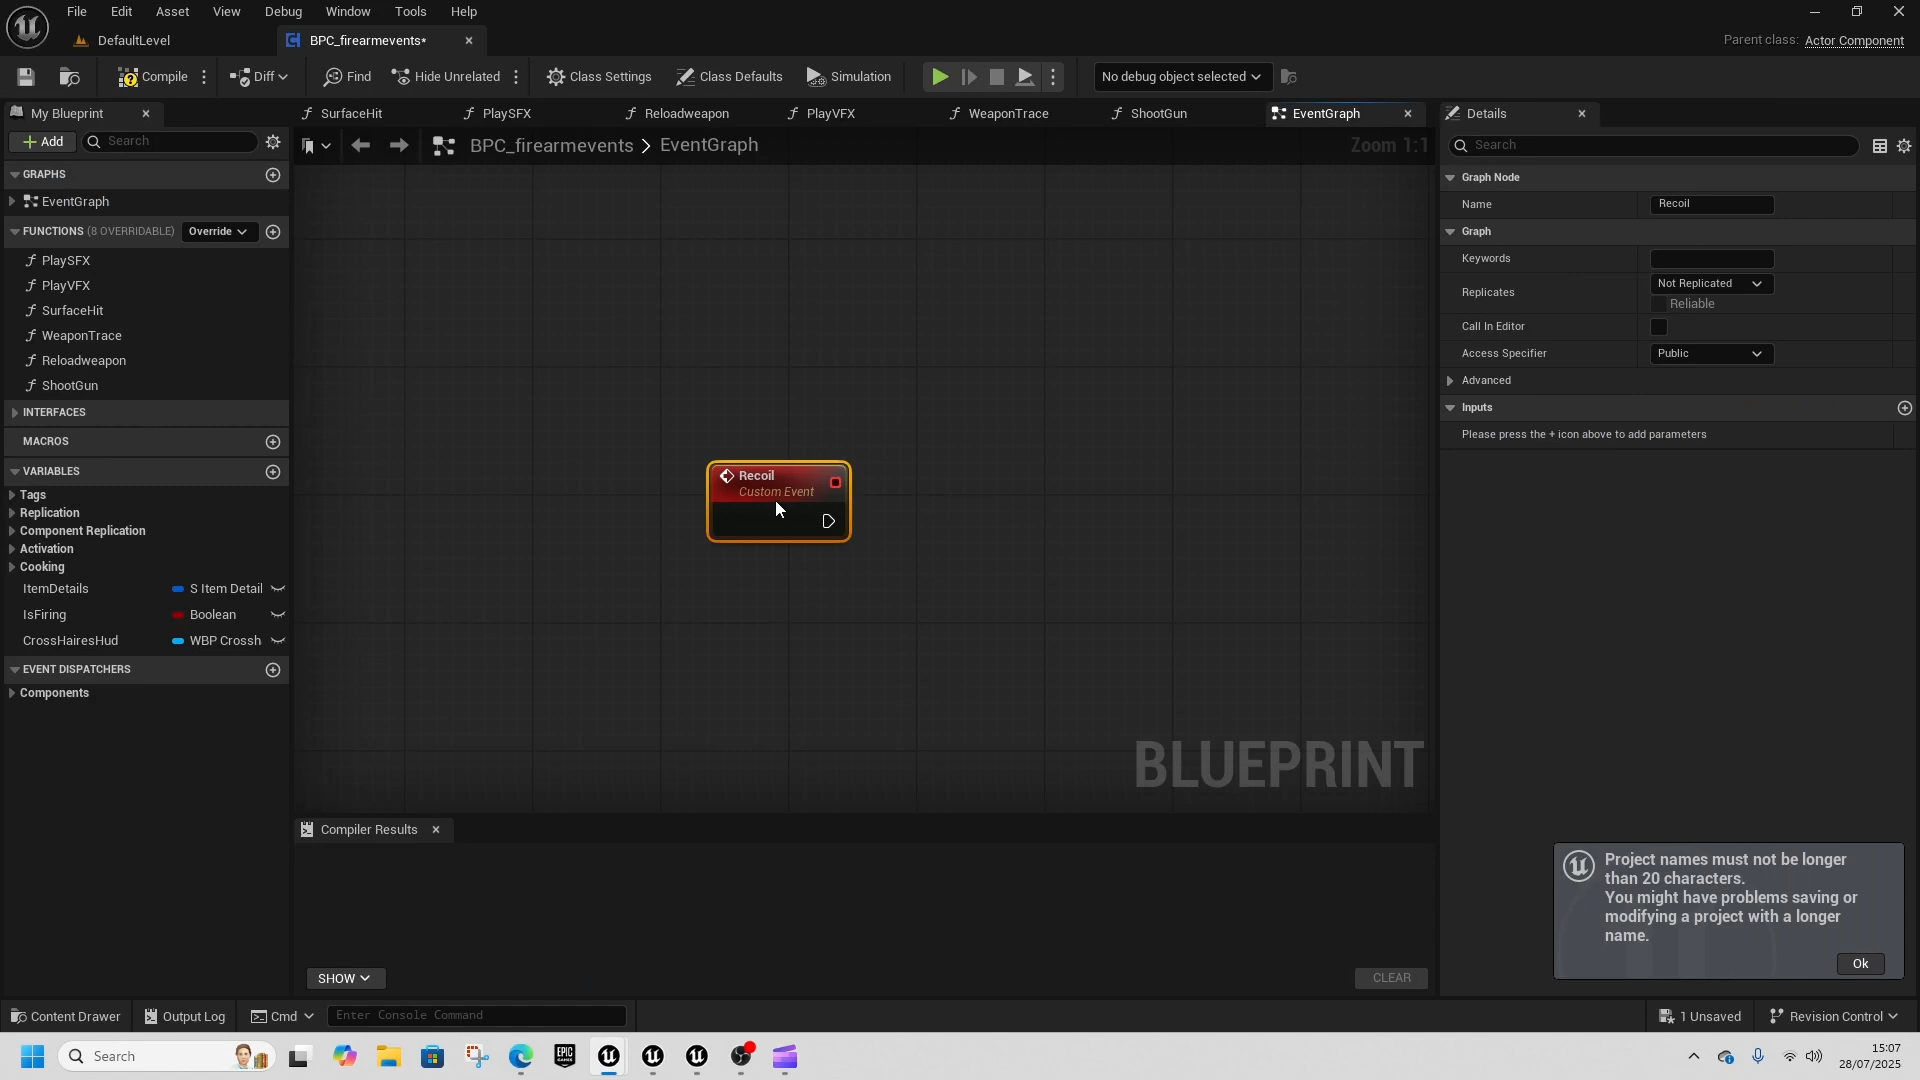 File Edit Asset View Debug Window Tools Help
DefaultLevel
BPC_firearmevents*
Parent class: Actor Component
Compile
Diff
Find
Hide Unrelated
Class Settings
Class Defaults
Simulation
No debug object selected
My Blueprint
SurfaceHit
PlaySFX
Reloadweapon
PlayVFX
WeaponTrace
ShootGun
EventGraph
Details
Add
Search
BPC_firearmevents > EventGraph
Zoom 1:1
Search
GRAPHS
EventGraph
FUNCTIONS (8 OVERRIDABLE) Override
PlaySFX
PlayVFX
SurfaceHit
WeaponTrace
Reloadweapon
ShootGun
INTERFACES
MACROS
VARIABLES
Tags
Replication
Component Replication
Activation
Cooking
ItemDetails S Item Detail
IsFiring Boolean
CrossHairesHud WBP Crossh
EVENT DISPATCHERS
Components
Recoil
Custom Event
BLUEPRINT
Graph Node
Name Recoil
Graph
Keywords
Replicates Not Replicated
Reliable
Call In Editor
Access Specifier Public
Advanced
Inputs
Please press the + icon above to add parameters
Compiler Results
SHOW
CLEAR
Project names must not be longer
than 20 characters.
You might have problems saving or
modifying a project with a longer
name.
Ok
Content Drawer
Output Log
Cmd
Enter Console Command
1 Unsaved
Revision Control
Search
EPIC
GAMES
15:07
28/07/2025